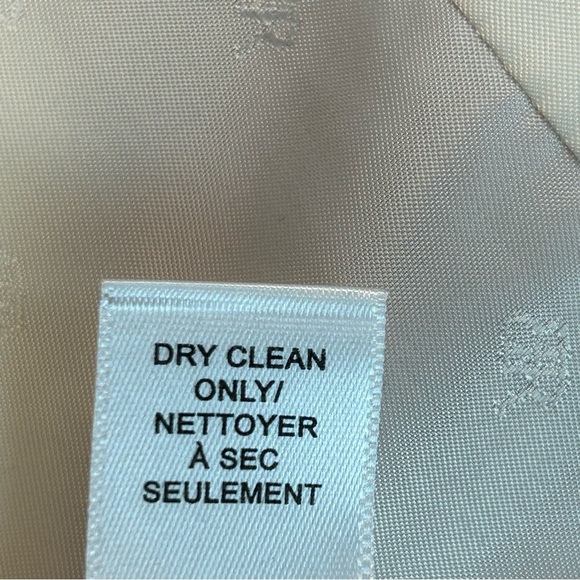 DRY CLEAN
ONLY/
NETTOYER
À SEC
SEULEMENT